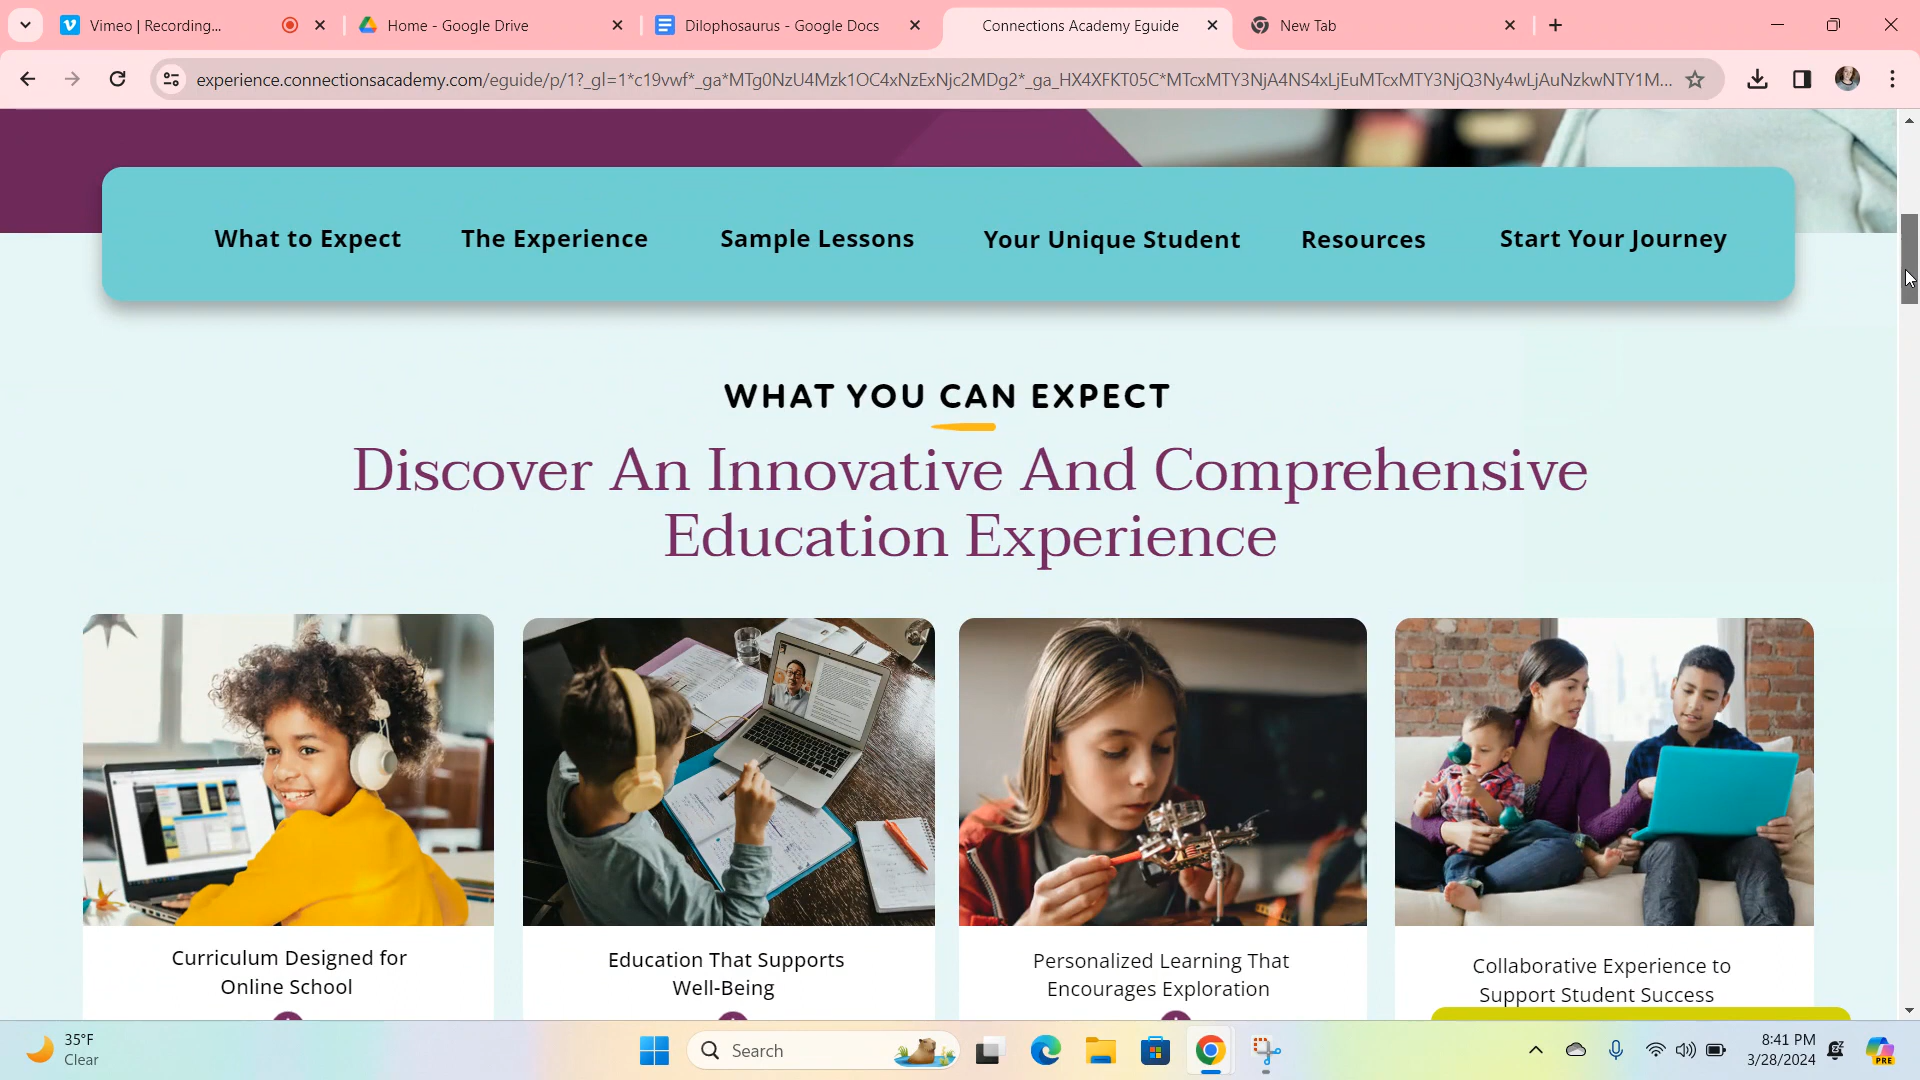 Vimeo | Recording...
Home - Google Drive
Dilophosaurus - Google Docs
Connections Academy Eguide
New Tab
experience.connectionsacademy.com/eguide/p/1?_gl=1*c19vwf*_ga*MTg0NzU4Mzk1OC4xNzExNjc2MDg2*_ga_HX4XFKT05C*MTcxMTY3NjA4NS4xLjEuMTcxMTY3NjQ3Ny4wLjAuNzkwNTY1M...
What to Expect
The Experience
Sample Lessons
Your Unique Student
Resources
Start Your Journey
WHAT YOU CAN EXPECT
Discover An Innovative And Comprehensive
Education Experience
Curriculum Designed for
Online School
Education That Supports
Well-Being
Personalized Learning That
Encourages Exploration
Collaborative Experience to
Support Student Success
35°F
Clear
Search
8:41 PM
3/28/2024
PRE